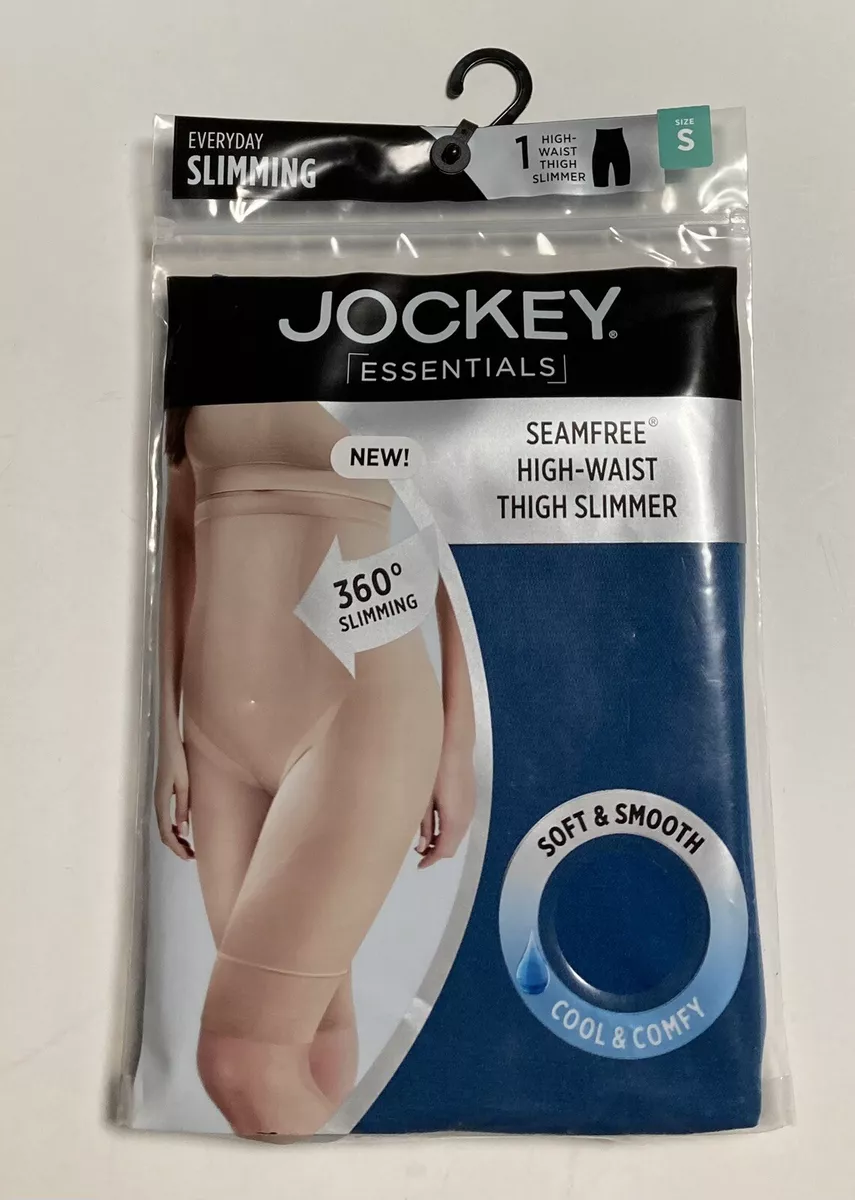 EVERYDAY
SLIMMING
1
HIGH-
WAIST
THIGH
SLIMMER
SIZE
S
JOCKEY®
ESSENTIALS
NEW!
SEAMFREE®
HIGH-WAIST
THIGH SLIMMER
360°
SLIMMING
SOFT & SMOOTH
COOL & COMFY